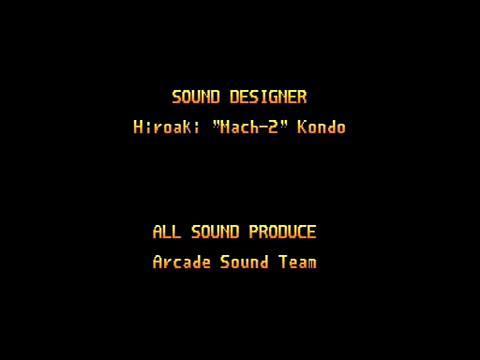 SOUND DESIGNER
Hiroaki "Mach-2" Kondo
ALL SOUND PRODUCE
Arcade Sound Team